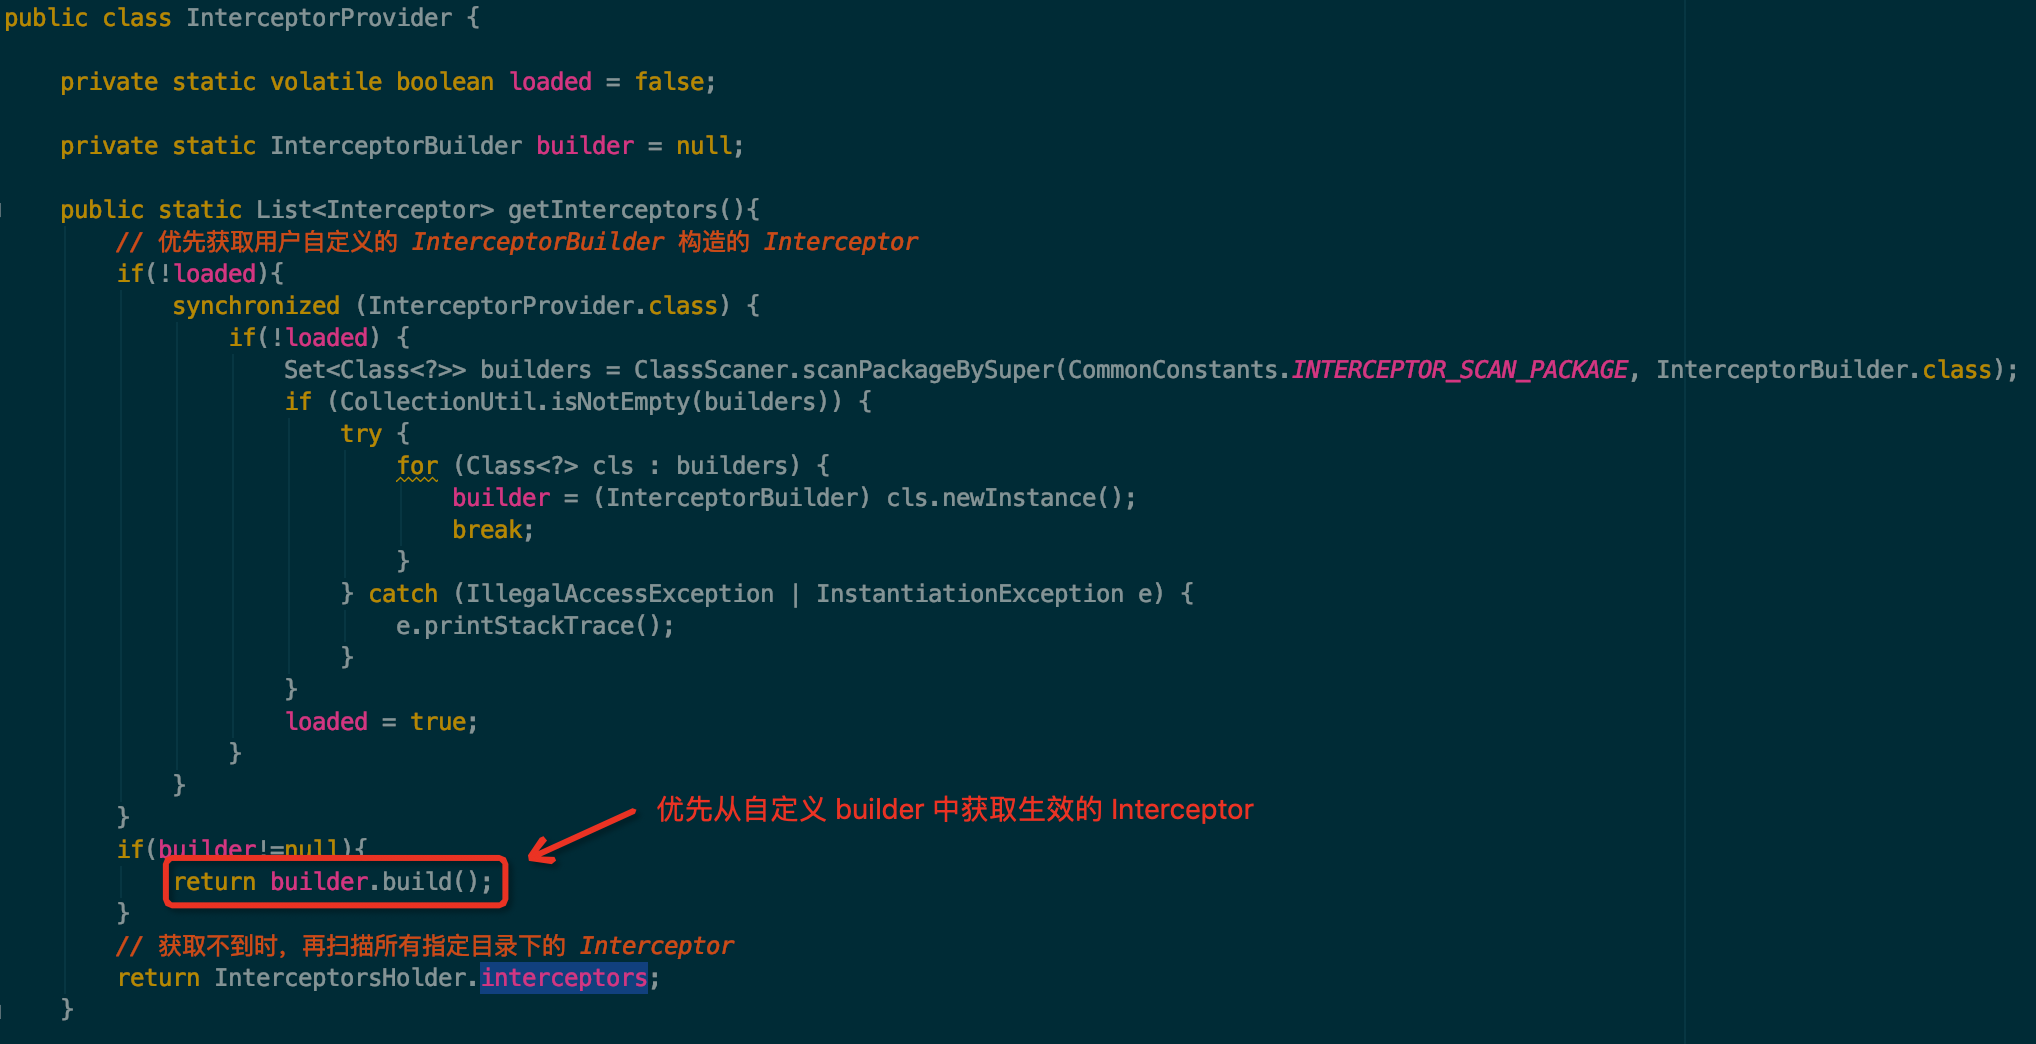 public class InterceptorProvider {
private static volatile boolean loaded = false;
private static InterceptorBuilder builder = null;
public static List<Interceptor> getInterceptors(){
// 优先获取用户自定义的 InterceptorBuilder 构造的 Interceptor
if(!loaded){
synchronized (InterceptorProvider.class) {
if(!loaded) {
Set<Class<?>> builders = ClassScaner.scanPackageBySuper(CommonConstants.INTERCEPTOR_SCAN_PACKAGE, InterceptorBuilder.class);
if (CollectionUtil.isNotEmpty(builders)) {
try {
for (Class<?> cls : builders) {
builder = (InterceptorBuilder) cls.newInstance();
break;
}
} catch (IllegalAccessException | InstantiationException e) {
e.printStackTrace();
}
}
loaded = true;
}
}
}
优先从自定义 builder 中获取生效的 Interceptor
if(builder!=null){
return builder.build();
}
// 获取不到时，再扫描所有指定目录下的 Interceptor
return InterceptorsHolder.interceptors;
}